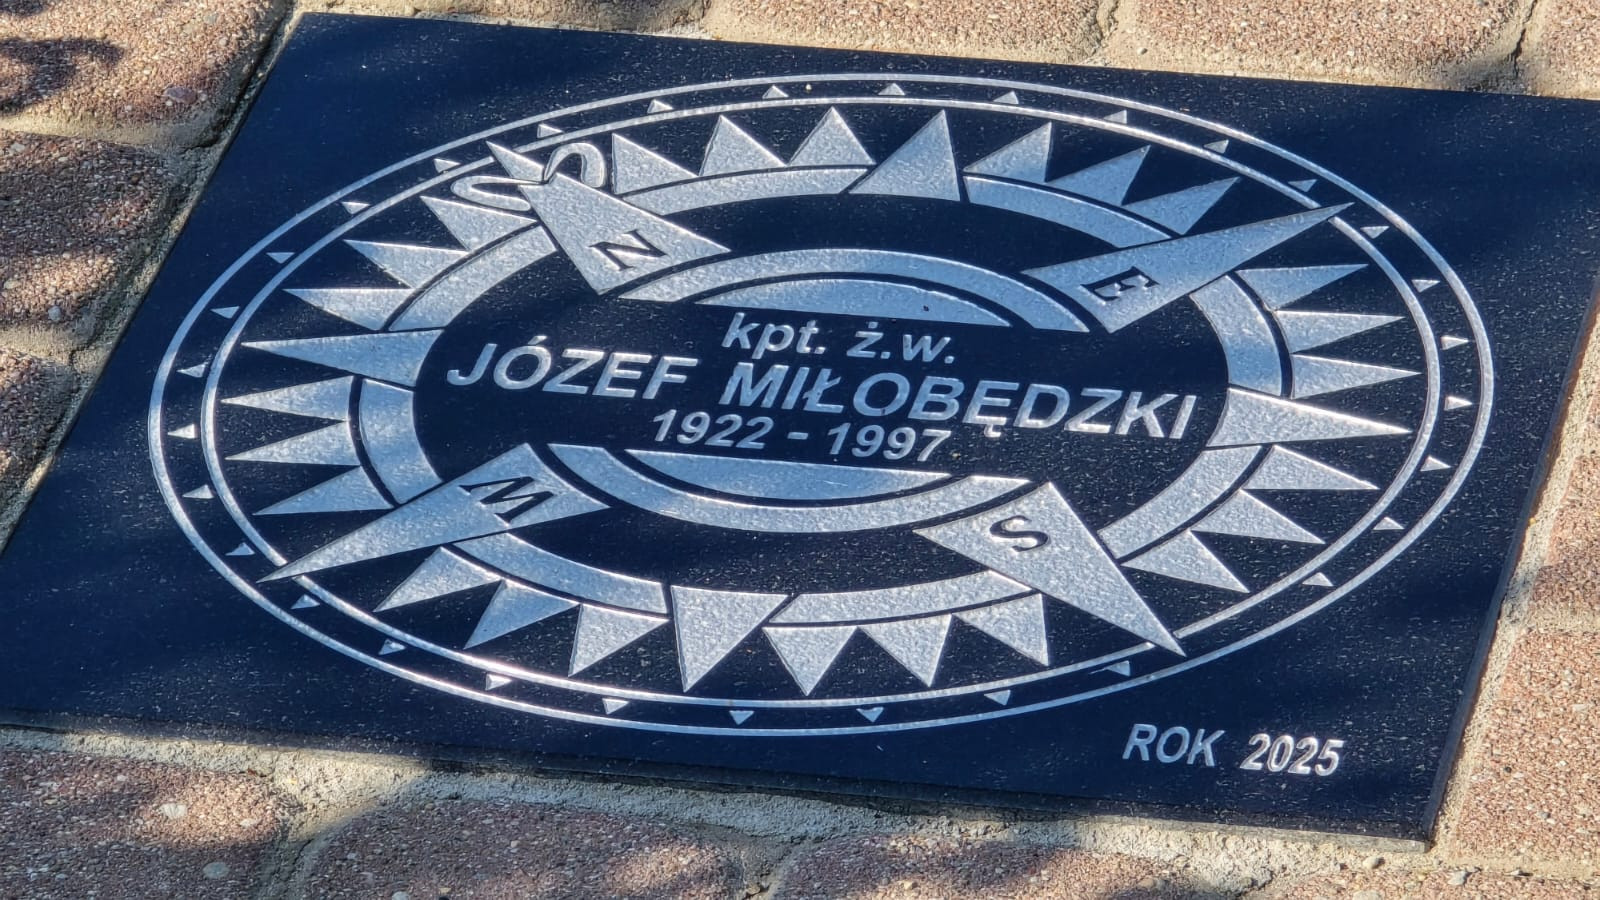 N
E
kpt. ż.w.
JÓZEF MIŁOBĘDZKI
1922 - 1997
W
S
ROK 2025